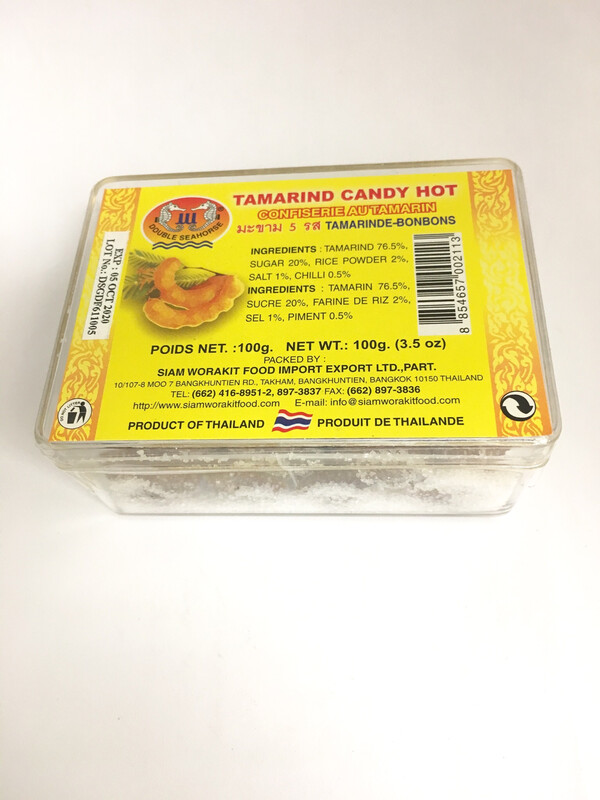 DOUBLE SEAHORSE
TAMARIND CANDY HOT
CONFISERIE AU TAMARIN
มะขาม 5 รส TAMARINDE-BONBONS
EXP : 05 OCT 2020
LOT No.: DSGDF611005
INGREDIENTS : TAMARIND 76.5%,
SUGAR 20%, RICE POWDER 2%,
SALT 1%, CHILLI 0.5%
INGREDIENTS : TAMARIN 76.5%,
SUCRE 20%, FARINE DE RIZ 2%,
SEL 1%, PIMENT 0.5%
8 854657 002113
POIDS NET. :100g. NET WT.: 100g. (3.5 oz)
PACKED BY :
SIAM WORAKIT FOOD IMPORT EXPORT LTD.,PART.
10/107-8 MOO 7 BANGKHUNTIEN RD., TAKHAM, BANGKHUNTIEN, BANGKOK 10150 THAILAND
TEL: (662) 416-8951-2, 897-3837 FAX: (662) 897-3836
http://www.siamworakitfood.com E-mail: info@siamworakitfood.com
PRODUCT OF THAILAND PRODUIT DE THAILANDE